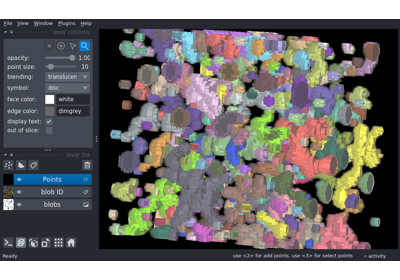 File View Window Plugins Help
layer controls
opacity: 1.00
point size: 10
blending: translucen
symbol: disc
face color: white
edge color: dimgrey
display text:
out of slice:
layer list
Points
blob ID
blobs
Ready
use <2> for add points, use <3> for select points
activity